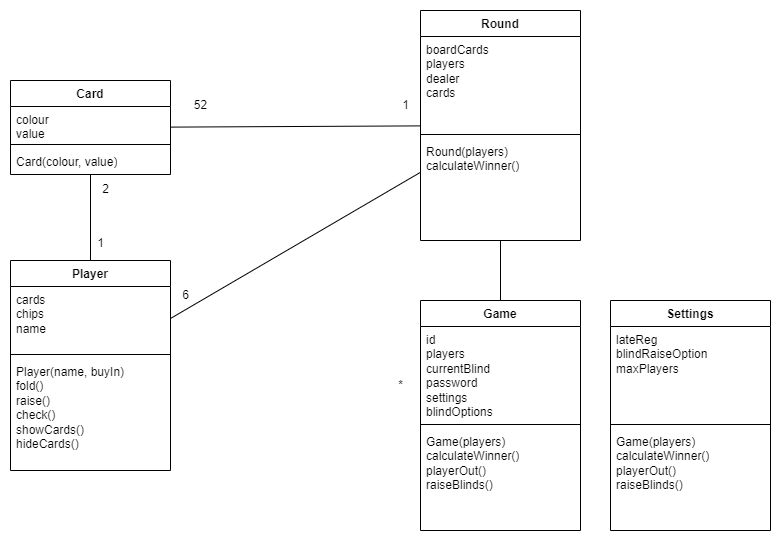 Round
boardCards
players
dealer
cards
Round(players)
calculateWinner()
52
1
Card
colour
value
Card(colour, value)
2
1
Player
cards
chips
name
Player(name, buyIn)
fold()
raise()
check()
showCards()
hideCards()
6
*
Game
id
players
currentBlind
password
settings
blindOptions
Game(players)
calculateWinner()
playerOut()
raiseBlinds()
Settings
lateReg
blindRaiseOption
maxPlayers
Game(players)
calculateWinner()
playerOut()
raiseBlinds()